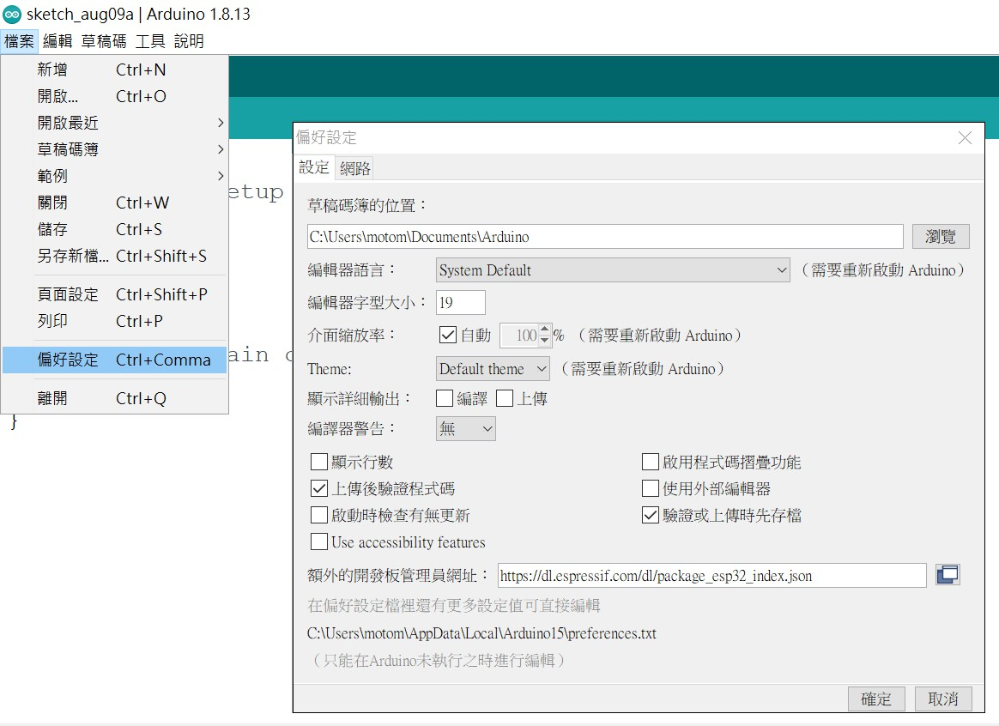 sketch_aug09a | Arduino 1.8.13
檔案 編輯 草稿碼 工具 說明
新增 Ctrl+N
開啟... Ctrl+O
開啟最近
草稿碼簿
範例
關閉 Ctrl+W
儲存 Ctrl+S
另存新檔... Ctrl+Shift+S
頁面設定 Ctrl+Shift+P
列印 Ctrl+P
偏好設定 Ctrl+Comma
離開 Ctrl+Q
etup
ain
}
偏好設定
設定 網路
草稿碼簿的位置：
C:\Users\motom\Documents\Arduino 瀏覽
編輯器語言： System Default （需要重新啟動 Arduino）
編輯器字型大小： 19
介面縮放率： 自動 100 % （需要重新啟動 Arduino）
Theme: Default theme （需要重新啟動 Arduino）
顯示詳細輸出： 編譯 上傳
編譯器警告： 無
顯示行數 啟用程式碼摺疊功能
上傳後驗證程式碼 使用外部編輯器
啟動時檢查有無更新 驗證或上傳時先存檔
Use accessibility features
額外的開發板管理員網址： https://dl.espressif.com/dl/package_esp32_index.json
在偏好設定檔裡還有更多設定值可直接編輯
C:\Users\motom\AppData\Local\Arduino15\preferences.txt
（只能在Arduino未執行之時進行編輯）
確定 取消